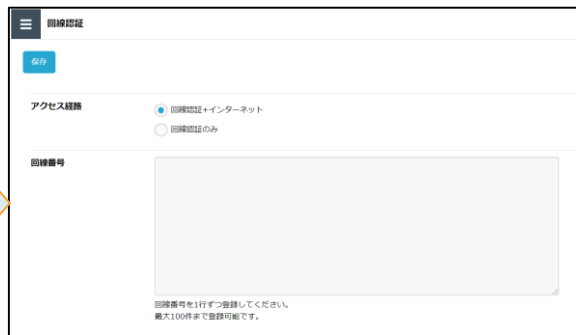 回線認証
保存
アクセス経路
回線認証+インターネット
回線認証のみ
回線番号
回線番号を1行ずつ登録してください。
最大100件まで登録可能です。